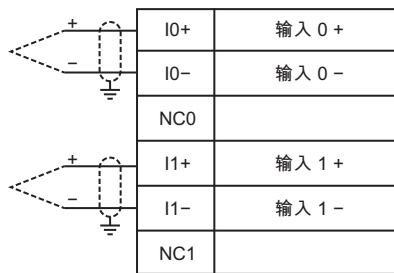 + I0+ 输入 0 +
− I0− 输入 0 −
NC0
+ I1+ 输入 1 +
− I1− 输入 1 −
NC1